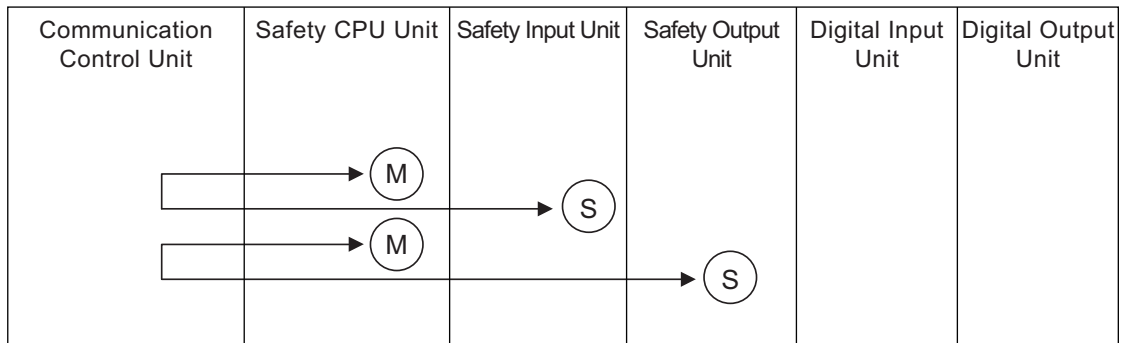 Communication
Control Unit
Safety CPU Unit
Safety Input Unit
Safety Output
Unit
Digital Input
Unit
Digital Output
Unit
M
S
M
S